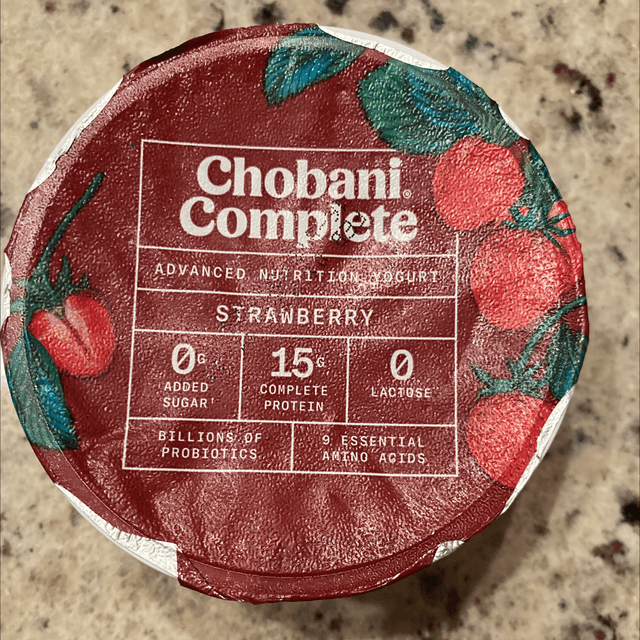 Chobani®
Complete
ADVANCED NUTRITION YOGURT
STRAWBERRY
0G
ADDED
SUGAR¹
15G
COMPLETE
PROTEIN
0
LACTOSE
BILLIONS OF
PROBIOTICS
9 ESSENTIAL
AMINO ACIDS